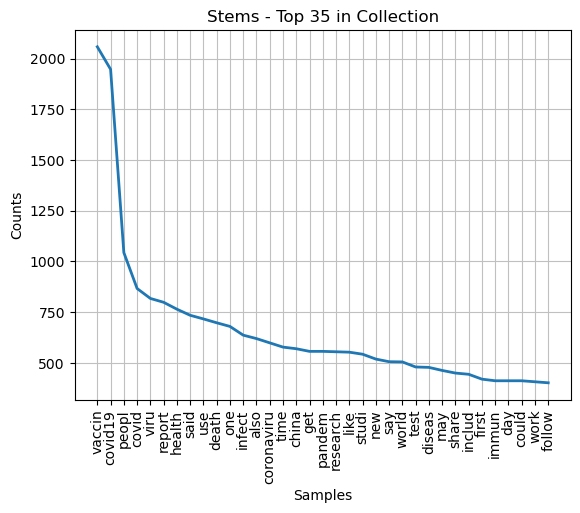 Stems - Top 35 in Collection
Counts
2000
1750
1500
1250
1000
750
500
vaccin
covid19
peopl
covid
viru
report
health
said
use
death
one
infect
also
coronaviru
time
china
get
pandem
research
like
studi
new
say
world
test
diseas
may
share
includ
first
immun
day
could
work
follow
Samples